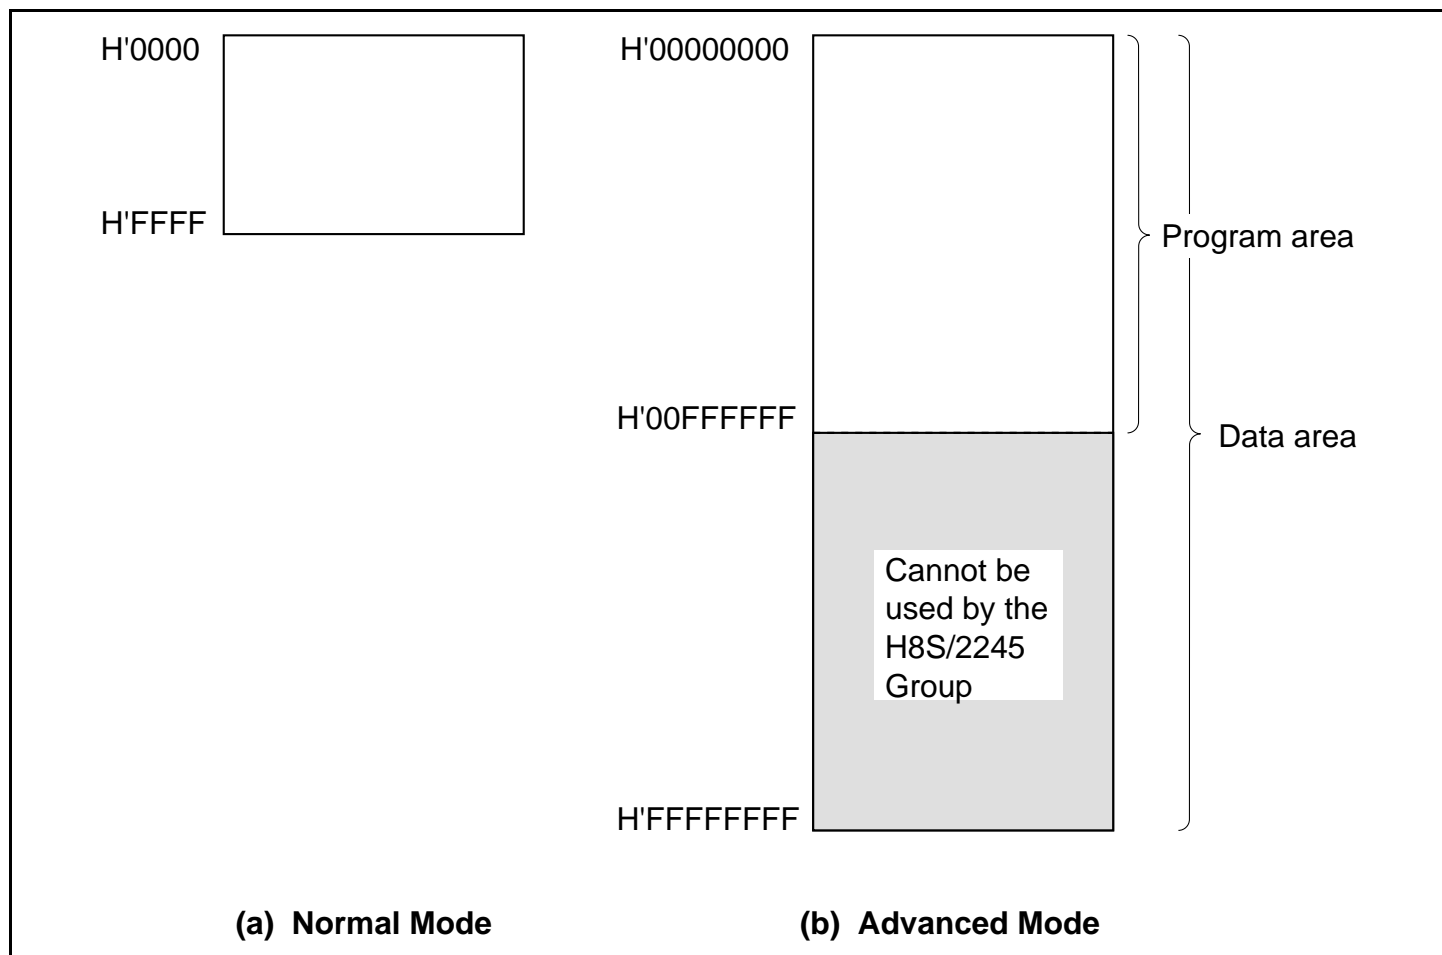 H'0000
H'FFFF
H'00000000
H'00FFFFFF
H'FFFFFFFF
Program area
Data area
Cannot be
used by the
H8S/2245
Group
(a) Normal Mode
(b) Advanced Mode